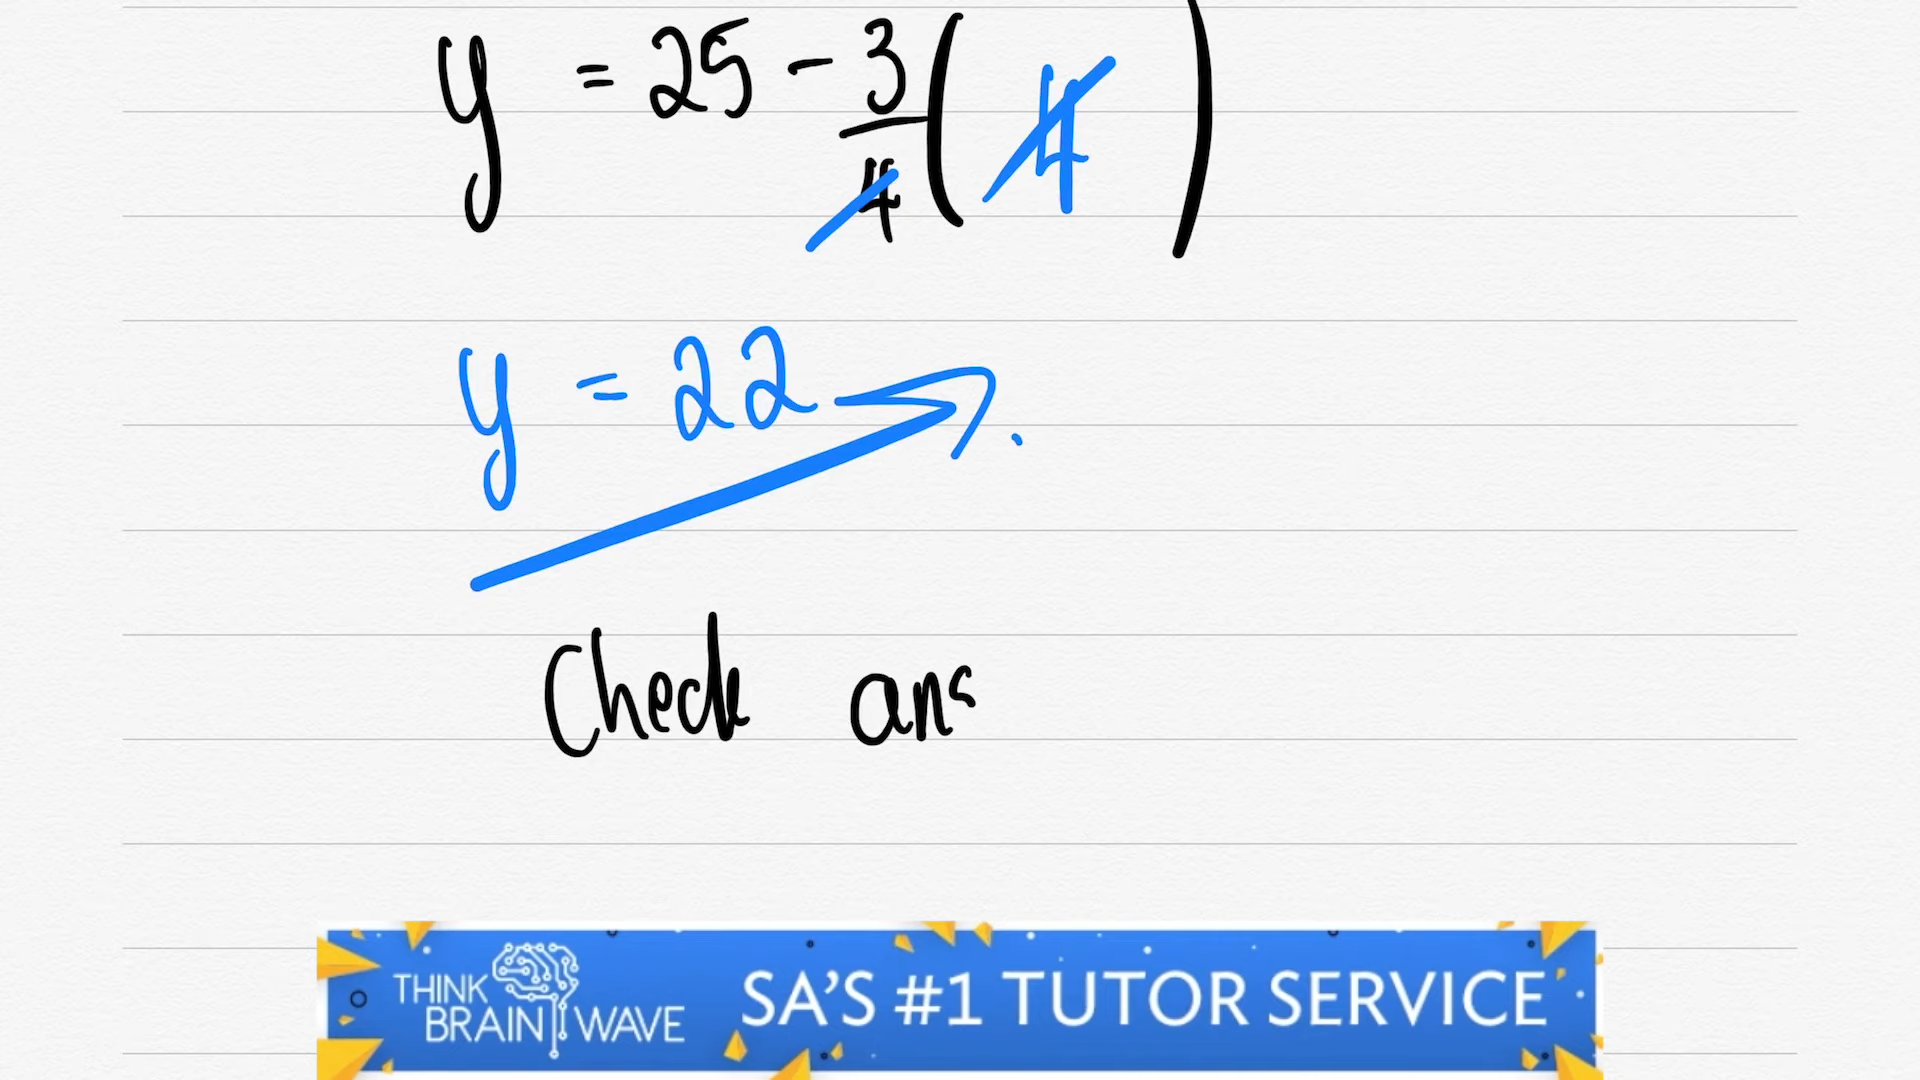 y = 25 - 3/4 ( 4 )
y = 22
Check ans
THINK BRAIN WAVE
SA'S #1 TUTOR SERVICE